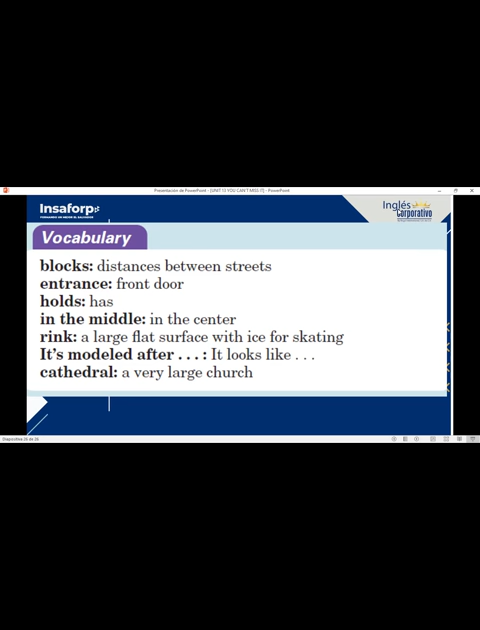 Presentación de PowerPoint - [UNIT 13 YOU CAN'T MISS IT] - PowerPoint
Insaforp
Inglés
Corporativo
Vocabulary
blocks: distances between streets
entrance: front door
holds: has
in the middle: in the center
rink: a large flat surface with ice for skating
It's modeled after . . . : It looks like . . .
cathedral: a very large church
Diapositiva 26 de 26